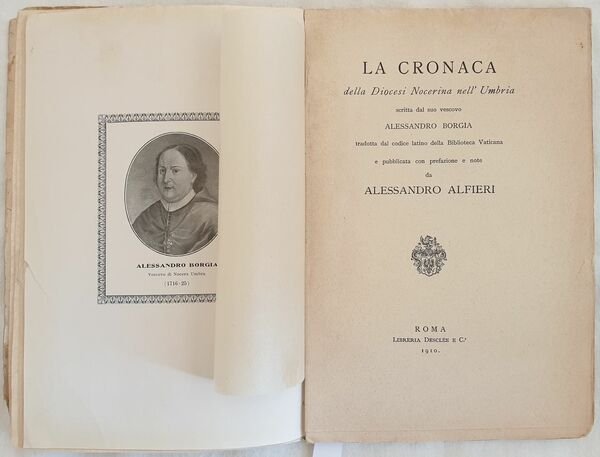 ALESSANDRO BORGIA
Vescovo di Nocera Umbra
(1716-25)
LA CRONACA
della Diocesi Nocerina nell' Umbria
scritta dal suo vescovo
ALESSANDRO BORGIA
tradotta dal codice latino della Biblioteca Vaticana
e pubblicata con prefazione e note
da
ALESSANDRO ALFIERI
ROMA
LIBRERIA DESCLÉE E C.i
1910.